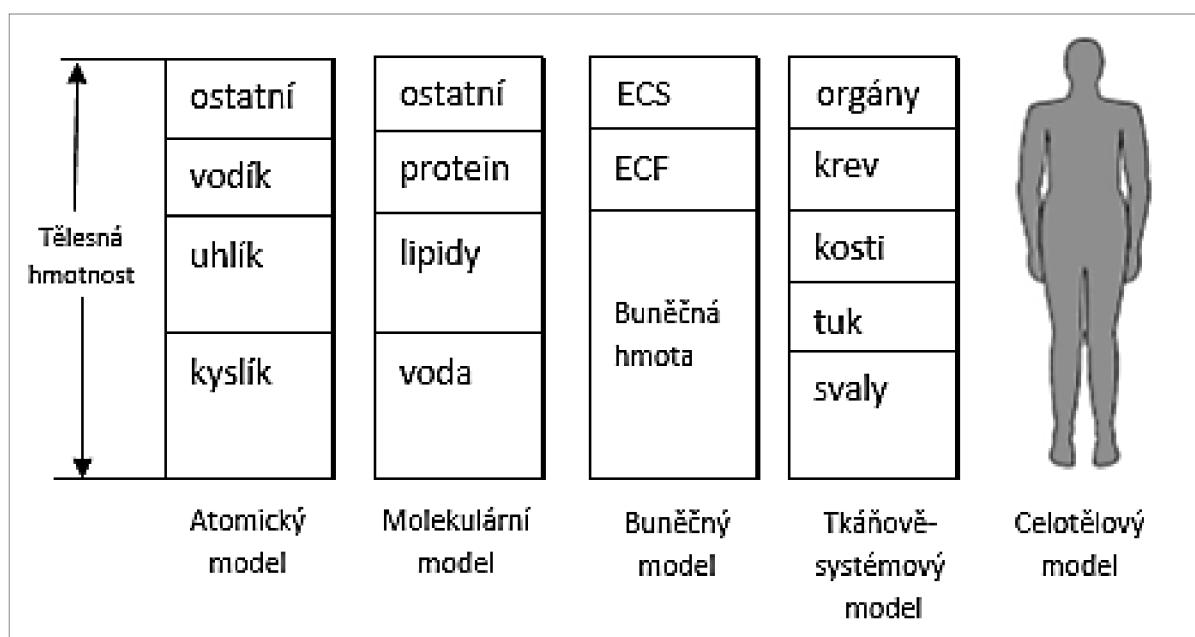 Tělesná
hmotnost
ostatní
vodík
uhlík
kyslík
Atomický
model
ostatní
protein
lipidy
voda
Molekulární
model
ECS
ECF
Buněčná
hmota
Buněčný
model
orgány
krev
kosti
tuk
svaly
Tkáňově-
systémový
model
Celotělový
model